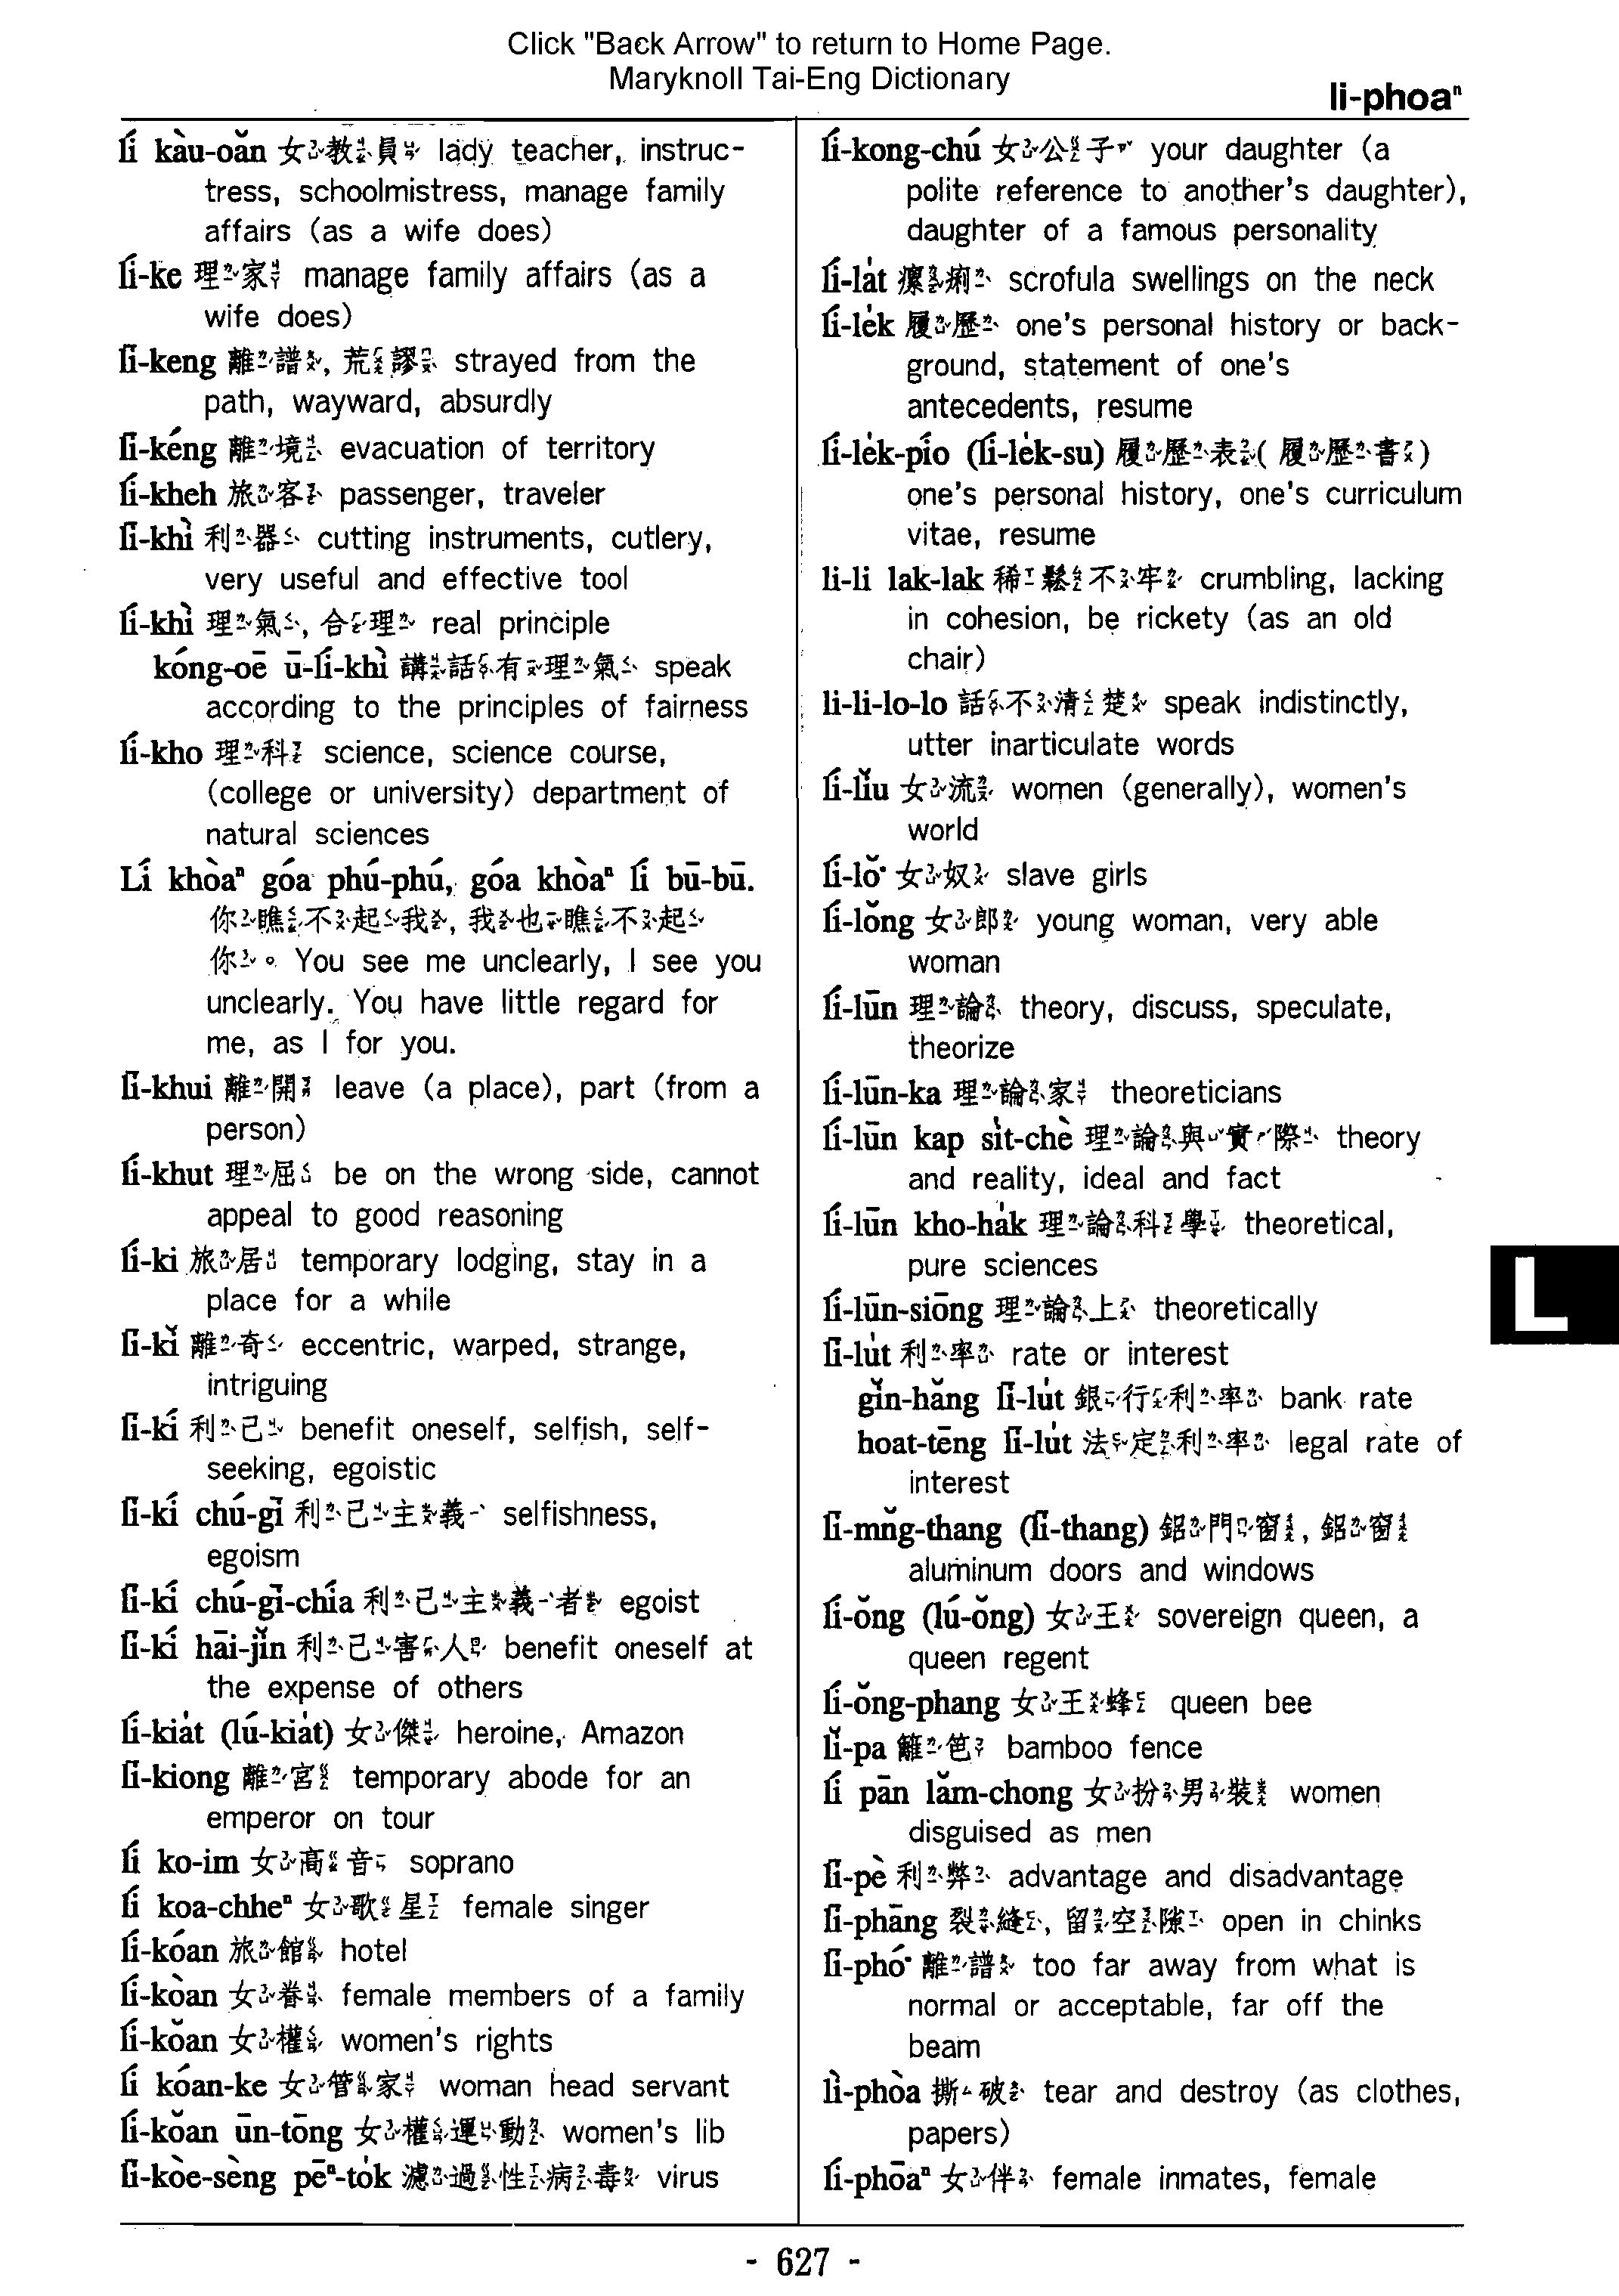 Click "Back Arrow" to return to Home Page.
Maryknoll Tai-Eng Dictionary
li-phoaⁿ
lí kàu-oăn 女教員 lady teacher, instruc-
tress, schoolmistress, manage family
affairs (as a wife does)
lí-ke 理家 manage family affairs (as a
wife does)
lī-keng 離譜, 荒謬 strayed from the
path, wayward, absurdly
lī-kéng 離境 evacuation of territory
lí-kheh 旅客 passenger, traveler
lī-khì 利器 cutting instruments, cutlery,
very useful and effective tool
lí-khì 理氣, 合理 real principle
kóng-oē ū-lí-khì 講話有理氣 speak
according to the principles of fairness
lí-kho 理科 science, science course,
(college or university) department of
natural sciences
Lí khòaⁿ góa phú-phú, góa khòaⁿ lí bū-bū.
你瞧不起我, 我也瞧不起
你。 You see me unclearly, I see you
unclearly. You have little regard for
me, as I for you.
lī-khui 離開 leave (a place), part (from a
person)
lí-khut 理屈 be on the wrong side, cannot
appeal to good reasoning
lí-ki 旅居 temporary lodging, stay in a
place for a while
lī-kĭ 離奇 eccentric, warped, strange,
intriguing
lī-kí 利己 benefit oneself, selfish, self-
seeking, egoistic
lī-kí chú-gī 利己主義 selfishness,
egoism
lī-kí chú-gī-chía 利己主義者 egoist
lī-kí hāi-jĭn 利己害人 benefit oneself at
the expense of others
lí-kia̍t (lú-kia̍t) 女傑 heroine, Amazon
lī-kiong 離宮 temporary abode for an
emperor on tour
lí ko-im 女高音 soprano
lí koa-chheⁿ 女歌星 female singer
lí-kóan 旅館 hotel
lí-kòan 女眷 female members of a family
lí-kŏan 女權 women's rights
lí kóan-ke 女管家 woman head servant
lí-kŏan ūn-tōng 女權運動 women's lib
lī-kòe-sèng pēⁿ-to̍k 濾過性病毒 virus
lí-kong-chú 女公子 your daughter (a
polite reference to another's daughter),
daughter of a famous personality
lí-la̍t 瘰癧 scrofula swellings on the neck
lí-le̍k 履歷 one's personal history or back-
ground, statement of one's
antecedents, resume
lí-le̍k-pío (lí-le̍k-su) 履歷表( 履歷書)
one's personal history, one's curriculum
vitae, resume
li-li lak-lak 稀鬆不牢 crumbling, lacking
in cohesion, be rickety (as an old
chair)
li-li-lo-lo 話不清楚 speak indistinctly,
utter inarticulate words
lí-lĭu 女流 women (generally), women's
world
lí-lŏ· 女奴 slave girls
lí-lŏng 女郎 young woman, very able
woman
lí-lūn 理論 theory, discuss, speculate,
theorize
lí-lūn-ka 理論家 theoreticians
lí-lūn kap si̍t-chè 理論與實際 theory
and reality, ideal and fact
lí-lūn kho-ha̍k 理論科學 theoretical,
pure sciences
lí-lūn-siōng 理論上 theoretically
lī-lu̍t 利率 rate or interest
gĭn-hăng lī-lu̍t 銀行利率 bank rate
hoat-tēng lī-lu̍t 法定利率 legal rate of
interest
lī-mn̆g-thang (lī-thang) 鋁門窗, 鋁窗
aluminum doors and windows
lí-ŏng (lú-ŏng) 女王 sovereign queen, a
queen regent
lí-ŏng-phang 女王蜂 queen bee
lĭ-pa 籬笆 bamboo fence
lí pān lăm-chong 女扮男裝 women
disguised as men
lī-pè 利弊 advantage and disadvantage
lī-phāng 裂縫, 留空隙 open in chinks
lī-phó· 離譜 too far away from what is
normal or acceptable, far off the
beam
lì-phòa 撕破 tear and destroy (as clothes,
papers)
lí-phōaⁿ 女伴 female inmates, female
L
- 627 -